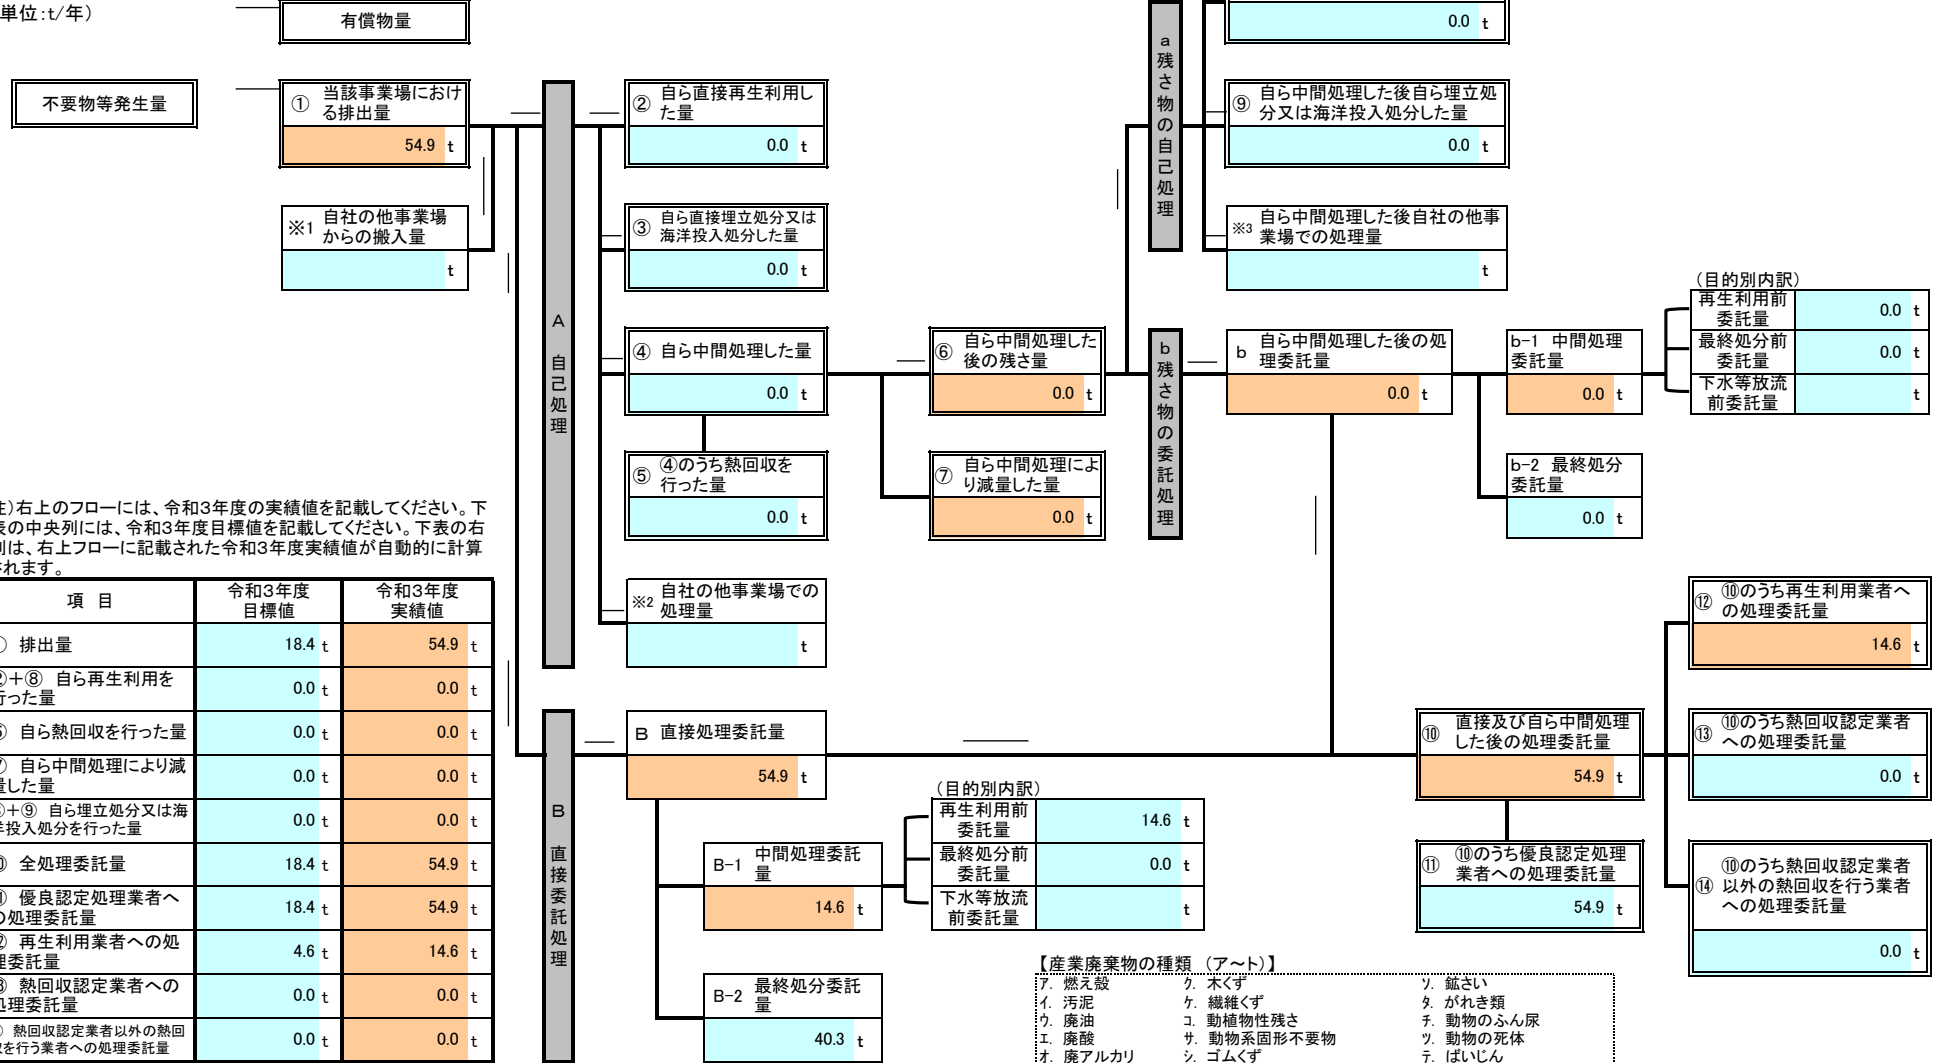 単位:t/年）
有償物量
0.0 t
不要物等発生量
① 当該事業場におけ
る排出量
54.9 t
※1 自社の他事業場
からの搬入量
t
A 自己処理
② 自ら直接再生利用し
た量
0.0 t
③ 自ら直接埋立処分又は
海洋投入処分した量
0.0 t
④ 自ら中間処理した量
0.0 t
⑤ ④のうち熱回収を
行った量
0.0 t
※2 自社の他事業場での
処理量
t
⑥ 自ら中間処理した
後の残さ量
0.0 t
⑦ 自ら中間処理によ
り減量した量
0.0 t
a残さ物の自己処理
⑨ 自ら中間処理した後自ら埋立処
分又は海洋投入処分した量
0.0 t
※3 自ら中間処理した後自社の他事
業場での処理量
t
b残さ物の委託処理
b 自ら中間処理した後の処
理委託量
0.0 t
b-1 中間処理
委託量
0.0 t
b-2 最終処分
委託量
0.0 t
（目的別内訳）
再生利用前
委託量 0.0 t
最終処分前
委託量 0.0 t
下水等放流
前委託量 t
）右上のフローには、令和3年度の実績値を記載してください。下
の中央列には、令和3年度目標値を記載してください。下表の右
は、右上フローに記載された令和3年度実績値が自動的に計算
れます。
項 目
令和3年度
目標値
令和3年度
実績値
排出量 18.4 t 54.9 t
＋⑧ 自ら再生利用を
行った量 0.0 t 0.0 t
自ら熱回収を行った量 0.0 t 0.0 t
自ら中間処理により減
量した量 0.0 t 0.0 t
＋⑨ 自ら埋立処分又は海
洋投入処分を行った量 0.0 t 0.0 t
全処理委託量 18.4 t 54.9 t
優良認定処理業者へ
の処理委託量 18.4 t 54.9 t
再生利用業者への処
理委託量 4.6 t 14.6 t
熱回収認定業者への
処理委託量 0.0 t 0.0 t
熱回収認定業者以外の熱回
収を行う業者への処理委託量 0.0 t 0.0 t
B 直接委託処理
B 直接処理委託量
54.9 t
B-1 中間処理委託
量
14.6 t
B-2 最終処分委託
量
40.3 t
（目的別内訳）
再生利用前
委託量 14.6 t
最終処分前
委託量 0.0 t
下水等放流
前委託量 t
⑩ 直接及び自ら中間処理
した後の処理委託量
54.9 t
⑪ ⑩のうち優良認定処理
業者への処理委託量
54.9 t
⑫ ⑩のうち再生利用業者へ
の処理委託量
14.6 t
⑬ ⑩のうち熱回収認定業者
への処理委託量
0.0 t
⑭ ⑩のうち熱回収認定業者
以外の熱回収を行う業者
への処理委託量
0.0 t
【産業廃棄物の種類 （ア～ト）】
ア. 燃え殻 ク. 木くず ソ. 鉱さい
イ. 汚泥 ケ. 繊維くず タ. がれき類
ウ. 廃油 コ. 動植物性残さ チ. 動物のふん尿
エ. 廃酸 サ. 動物系固形不要物 ツ. 動物の死体
オ. 廃アルカリ シ. ゴムくず テ. ばいじん